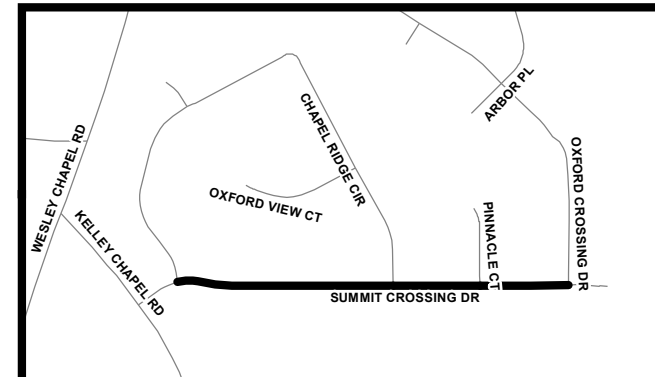 WESLEY CHAPEL RD
KELLEY CHAPEL RD
OXFORD VIEW CT
CHAPEL RIDGE CIR
ARBOR PL
PINNACLE CT
OXFORD CROSSING DR
SUMMIT CROSSING DR